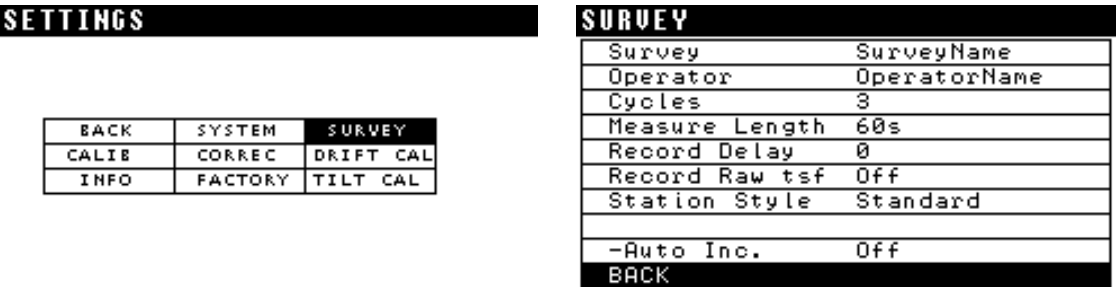 SETTINGS
BACK SYSTEM SURVEY
CALIB CORREC DRIFT CAL
INFO FACTORY TILT CAL
SURVEY
Survey SurveyName
Operator OperatorName
Cycles 3
Measure Length 60s
Record Delay 0
Record Raw tsf Off
Station Style Standard
-Auto Inc. Off
BACK